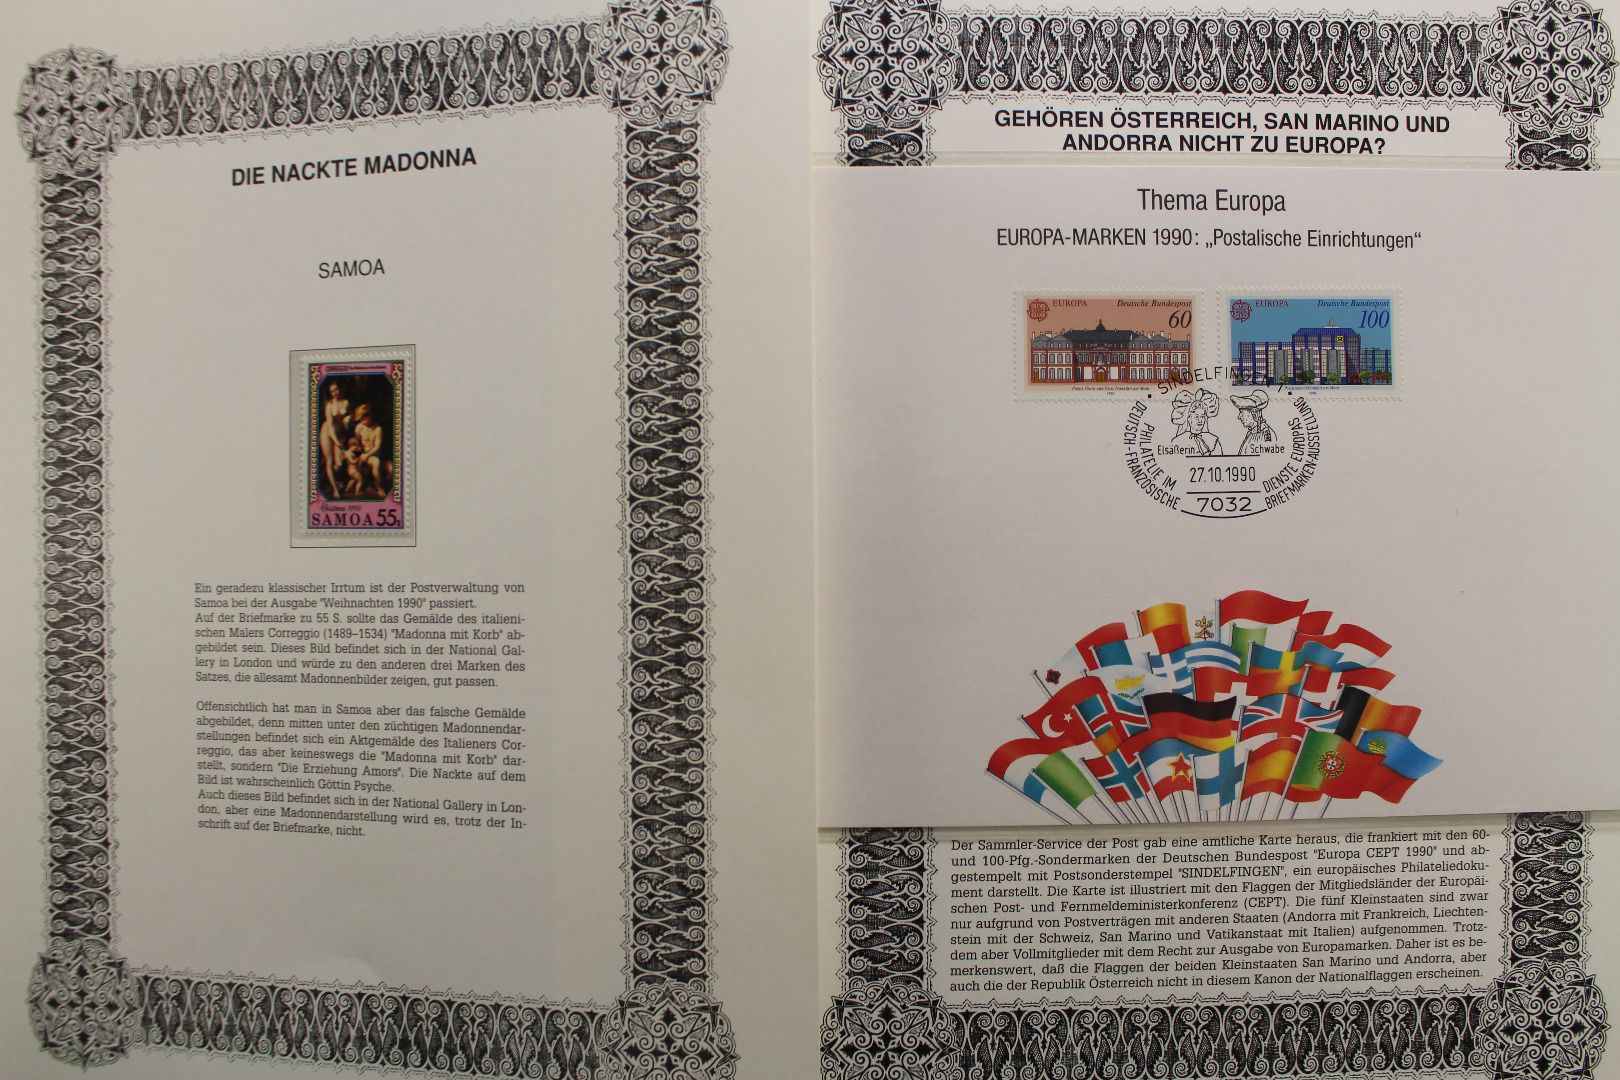 DIE NACKTE MADONNA
SAMOA
Christmas 1990
SAMOA 55s
Ein geradezu klassischer Irrtum ist der Postverwaltung von
Samoa bei der Ausgabe "Weihnachten 1990" passiert.
Auf der Briefmarke zu 55 S. sollte das Gemälde des italieni-
schen Malers Correggio (1489–1534) "Madonna mit Korb" ab-
gebildet sein. Dieses Bild befindet sich in der National Gal-
lery in London und würde zu den anderen drei Marken des
Satzes, die allesamt Madonnenbilder zeigen, gut passen.
Offensichtlich hat man in Samoa aber das falsche Gemälde
abgebildet, denn mitten unter den züchtigen Madonnendar-
stellungen befindet sich ein Aktgemälde des Italieners Cor-
reggio, das aber keineswegs die "Madonna mit Korb" dar-
stellt, sondern "Die Erziehung Amors". Die Nackte auf dem
Bild ist wahrscheinlich Göttin Psyche.
Auch dieses Bild befindet sich in der National Gallery in Lon-
don, aber eine Madonnendarstellung wird es, trotz der In-
schrift auf der Briefmarke, nicht.
GEHÖREN ÖSTERREICH, SAN MARINO UND
ANDORRA NICHT ZU EUROPA?
Thema Europa
EUROPA-MARKEN 1990: „Postalische Einrichtungen“
EUROPA Deutsche Bundespost
60
Palais Thurn und Taxis Frankfurt am Main
1990
EUROPA Deutsche Bundespost
100
Postgiroamt Frankfurt am Main
1990
SINDELFINGEN
Elsäßerin Schwabe
27.10.1990
7032
DEUTSCH-FRANZÖSISCHE
PHILATELIE IM
DIENSTE EUROPAS
BRIEFMARKEN-AUSSTELLUNG
Der Sammler-Service der Post gab eine amtliche Karte heraus, die frankiert mit den 60-
und 100-Pfg.-Sondermarken der Deutschen Bundespost "Europa CEPT 1990" und ab-
gestempelt mit Postsonderstempel "SINDELFINGEN", ein europäisches Philateliedoku-
ment darstellt. Die Karte ist illustriert mit den Flaggen der Mitgliedsländer der Europäi-
schen Post- und Fernmeldeministerkonferenz (CEPT). Die fünf Kleinstaaten sind zwar
nur aufgrund von Postverträgen mit anderen Staaten (Andorra mit Frankreich, Liechten-
stein mit der Schweiz, San Marino und Vatikanstaat mit Italien) aufgenommen. Trotz-
dem aber Vollmitglieder mit dem Recht zur Ausgabe von Europamarken. Daher ist es be-
merkenswert, daß die Flaggen der beiden Kleinstaaten San Marino und Andorra, aber
auch die der Republik Österreich nicht in diesem Kanon der Nationalflaggen erscheinen.